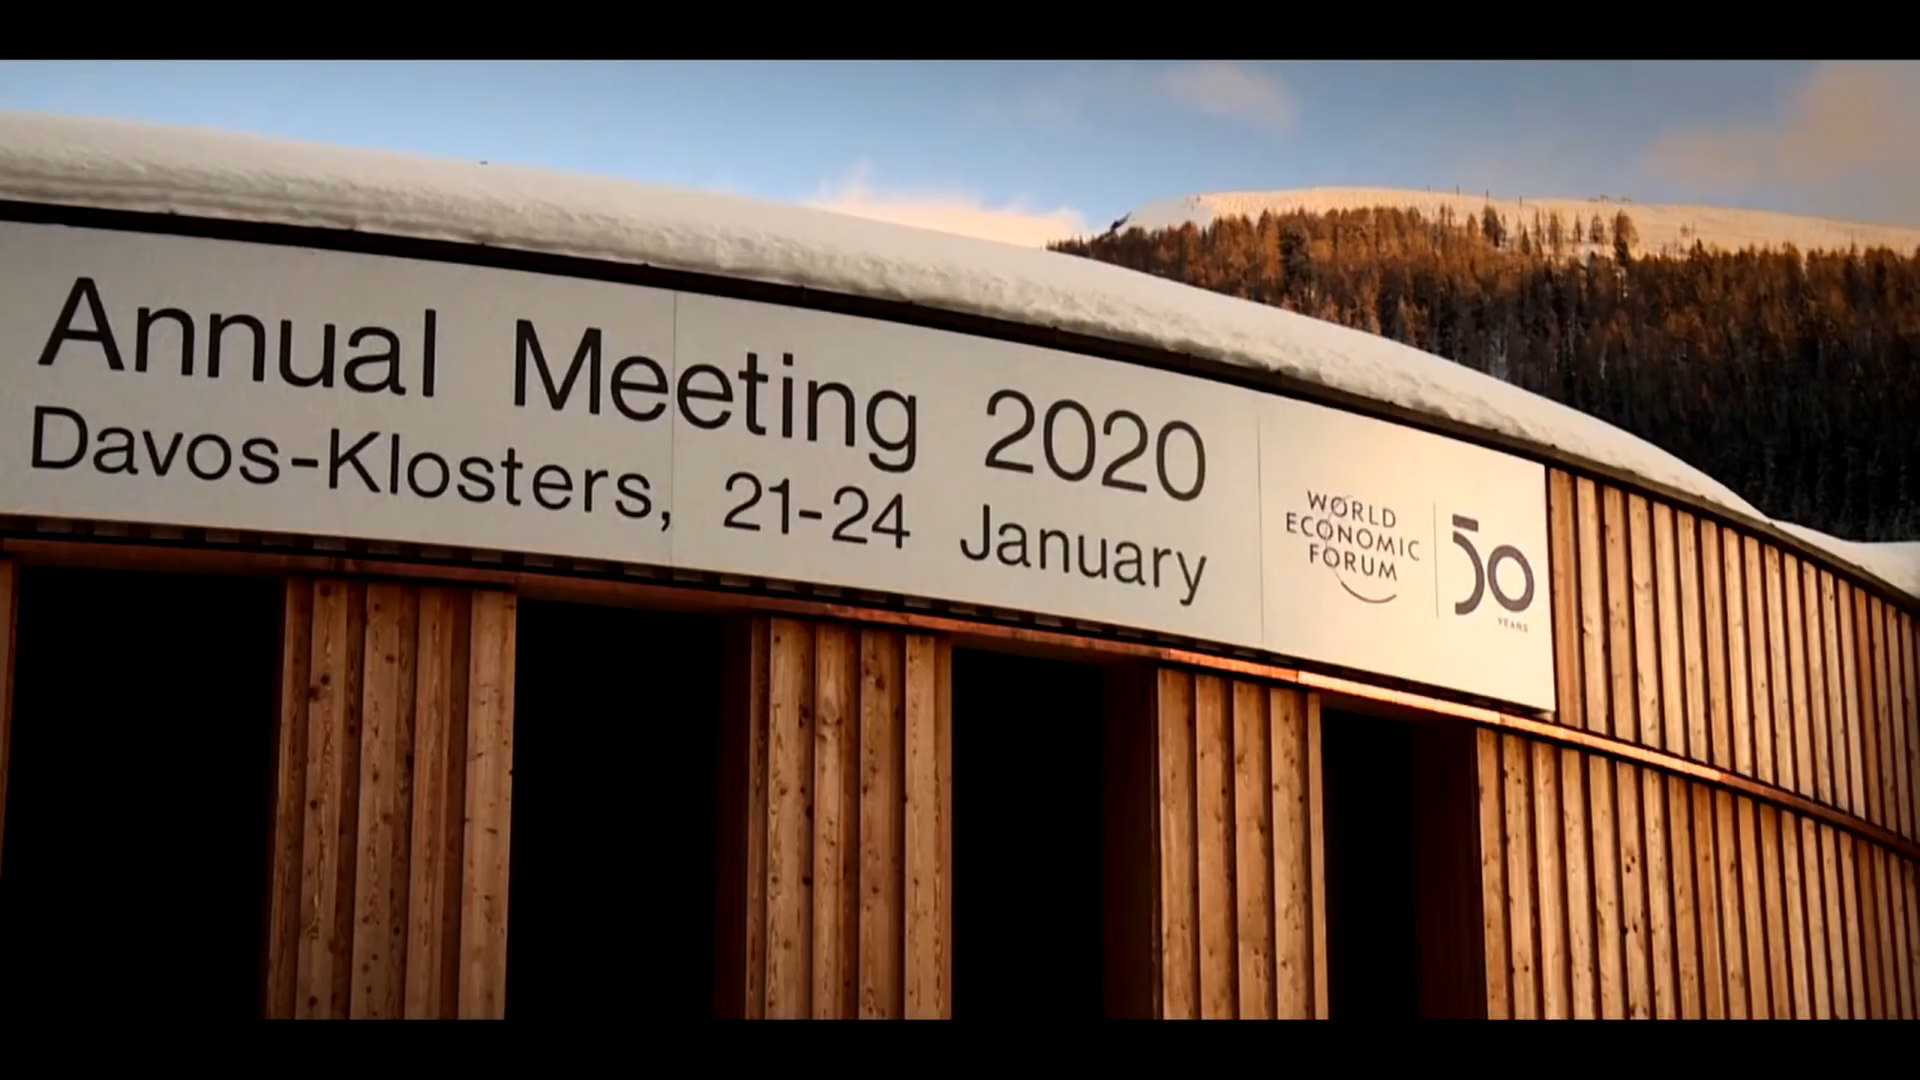 Annual Meeting 2020
Davos-Klosters, 21-24 January
WORLD
ECONOMIC
FORUM
50
YEARS